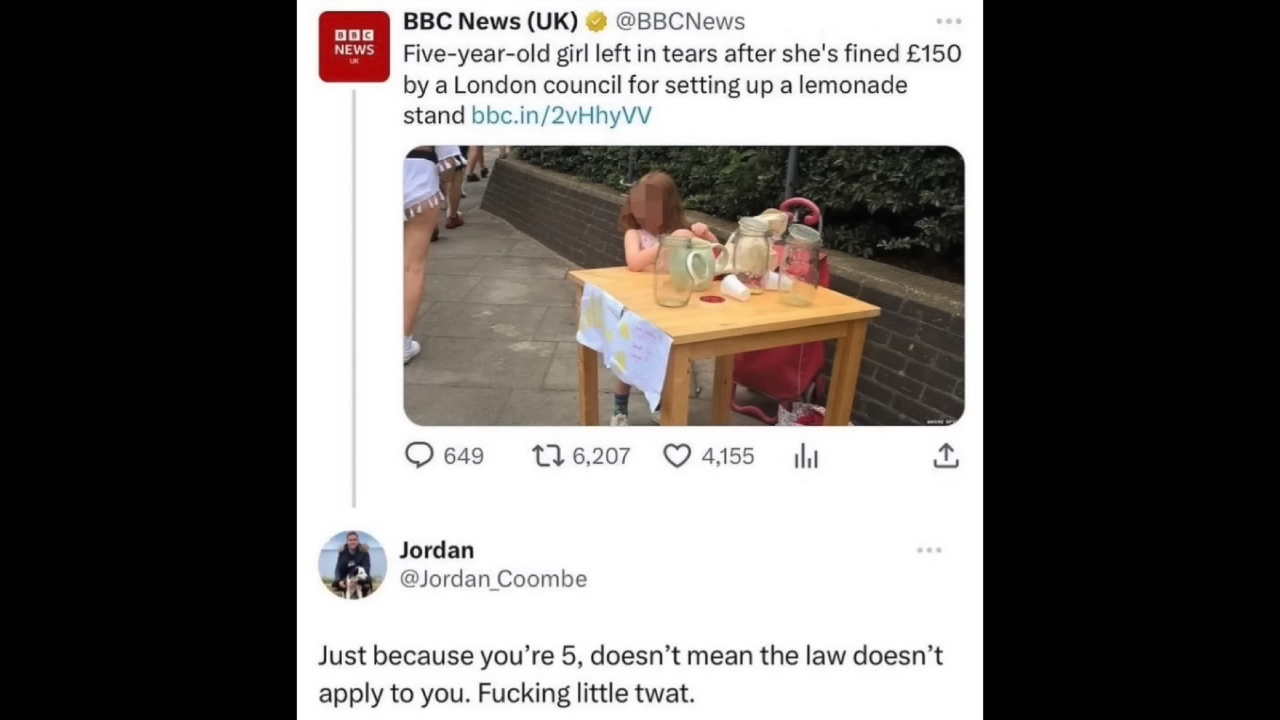 BBC
NEWS
UK
BBC News (UK) @BBCNews
Five-year-old girl left in tears after she's fined £150
by a London council for setting up a lemonade
stand bbc.in/2vHhyVV
649 6,207 4,155
Jordan
@Jordan_Coombe
Just because you’re 5, doesn’t mean the law doesn’t
apply to you. Fucking little twat.